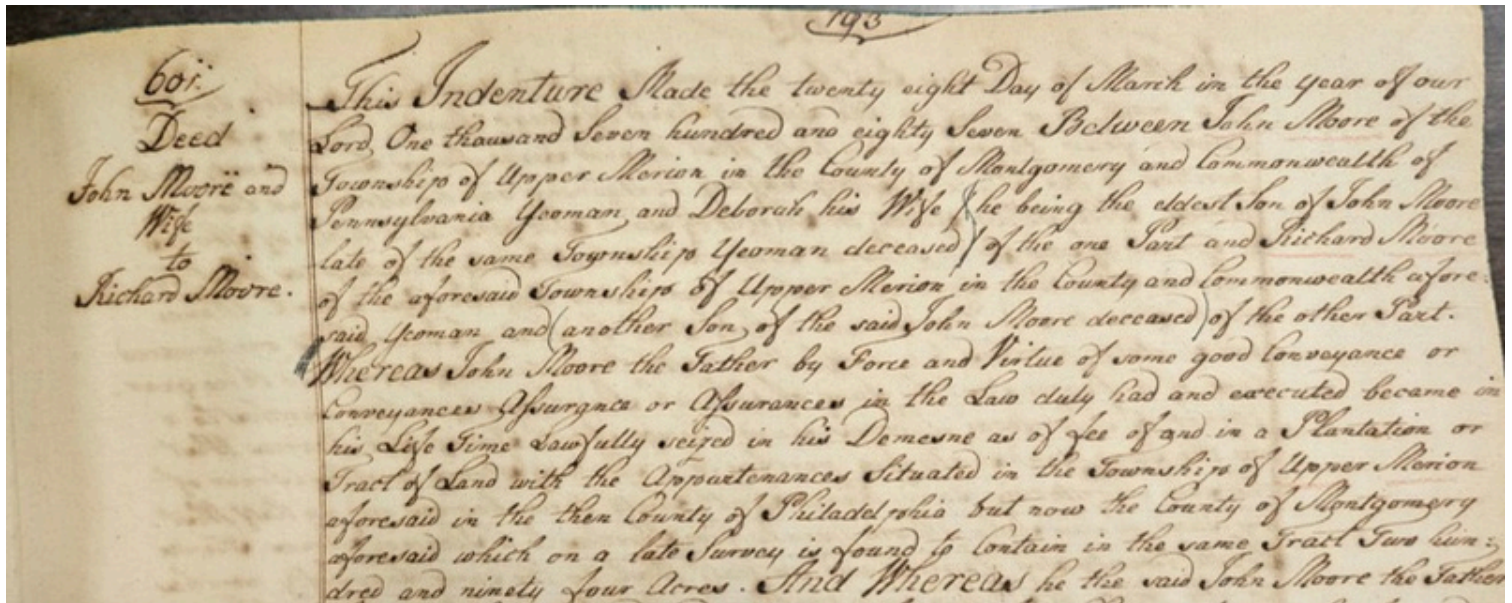 193
601.
Deed
John Moore and
Wife
to
Richard Moore.
This Indenture Made the twenty eight Day of March in the year of our
Lord One thousand Seven hundred and eighty Seven Between John Moore of the
Township of Upper Merion in the County of Montgomery and Commonwealth of
Pennsylvania Yeoman and Deborah his Wife (he being the eldest Son of John Moore
late of the same Township Yeoman deceased) of the one Part and Richard Moore
of the aforesaid Township of Upper Merion in the County and Commonwealth afore:
said Yeoman and (another Son of the said John Moore deceased) of the other Part.
Whereas John Moore the Father by Force and Virtue of some good Conveyance or
Conveyances Assurance or Assurances in the Law duly had and executed became in
his Life Time Lawfully seized in his Demesne as of fee of and in a Plantation or
Tract of Land with the Appurtenances Situated in the Township of Upper Merion
aforesaid in the then County of Philadelphia but now the County of Montgomery
aforesaid which on a late Survey is found to Contain in the same Tract Two hun:
dred and ninety four Acres. And Whereas he the said John Moore the Father